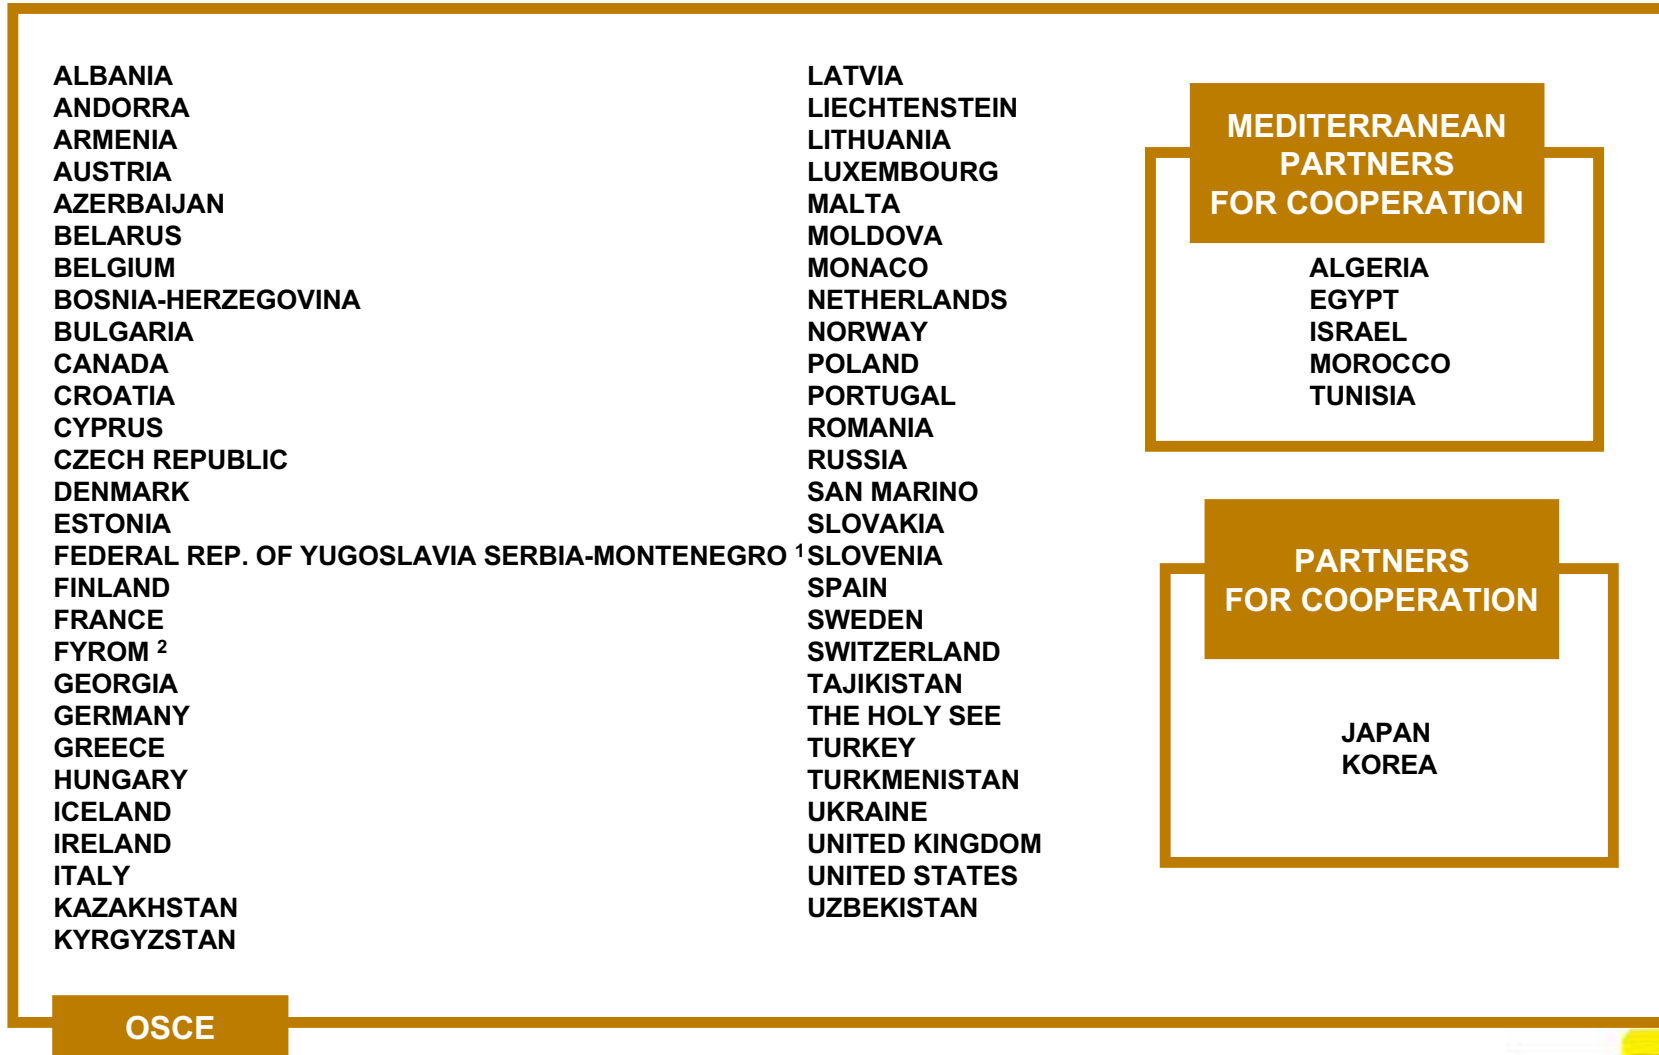 ALBANIA
ANDORRA
ARMENIA
AUSTRIA
AZERBAIJAN
BELARUS
BELGIUM
BOSNIA-HERZEGOVINA
BULGARIA
CANADA
CROATIA
CYPRUS
CZECH REPUBLIC
DENMARK
ESTONIA
FEDERAL REP. OF YUGOSLAVIA SERBIA-MONTENEGRO ¹
FINLAND
FRANCE
FYROM ²
GEORGIA
GERMANY
GREECE
HUNGARY
ICELAND
IRELAND
ITALY
KAZAKHSTAN
KYRGYZSTAN
LATVIA
LIECHTENSTEIN
LITHUANIA
LUXEMBOURG
MALTA
MOLDOVA
MONACO
NETHERLANDS
NORWAY
POLAND
PORTUGAL
ROMANIA
RUSSIA
SAN MARINO
SLOVAKIA
SLOVENIA
SPAIN
SWEDEN
SWITZERLAND
TAJIKISTAN
THE HOLY SEE
TURKEY
TURKMENISTAN
UKRAINE
UNITED KINGDOM
UNITED STATES
UZBEKISTAN
MEDITERRANEAN
PARTNERS
FOR COOPERATION
ALGERIA
EGYPT
ISRAEL
MOROCCO
TUNISIA
PARTNERS
FOR COOPERATION
JAPAN
KOREA
OSCE